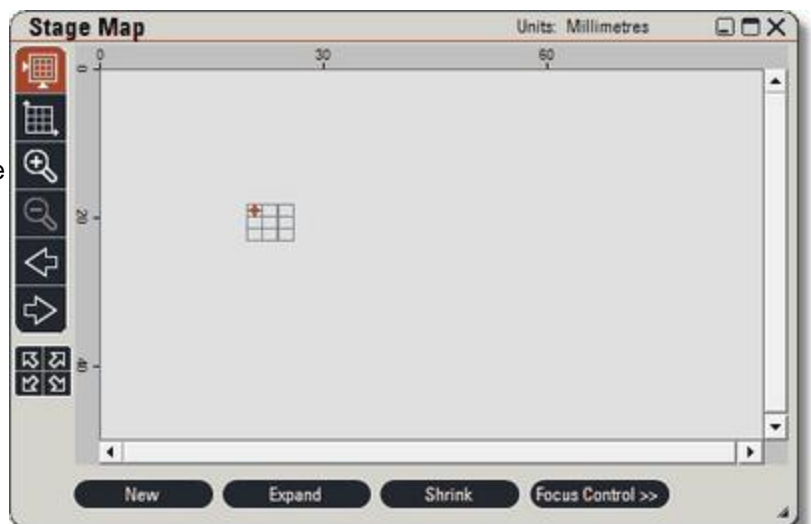 Stage Map
Units: Millimetres
0 30 60
0
e
20
40
New Expand Shrink Focus Control >>